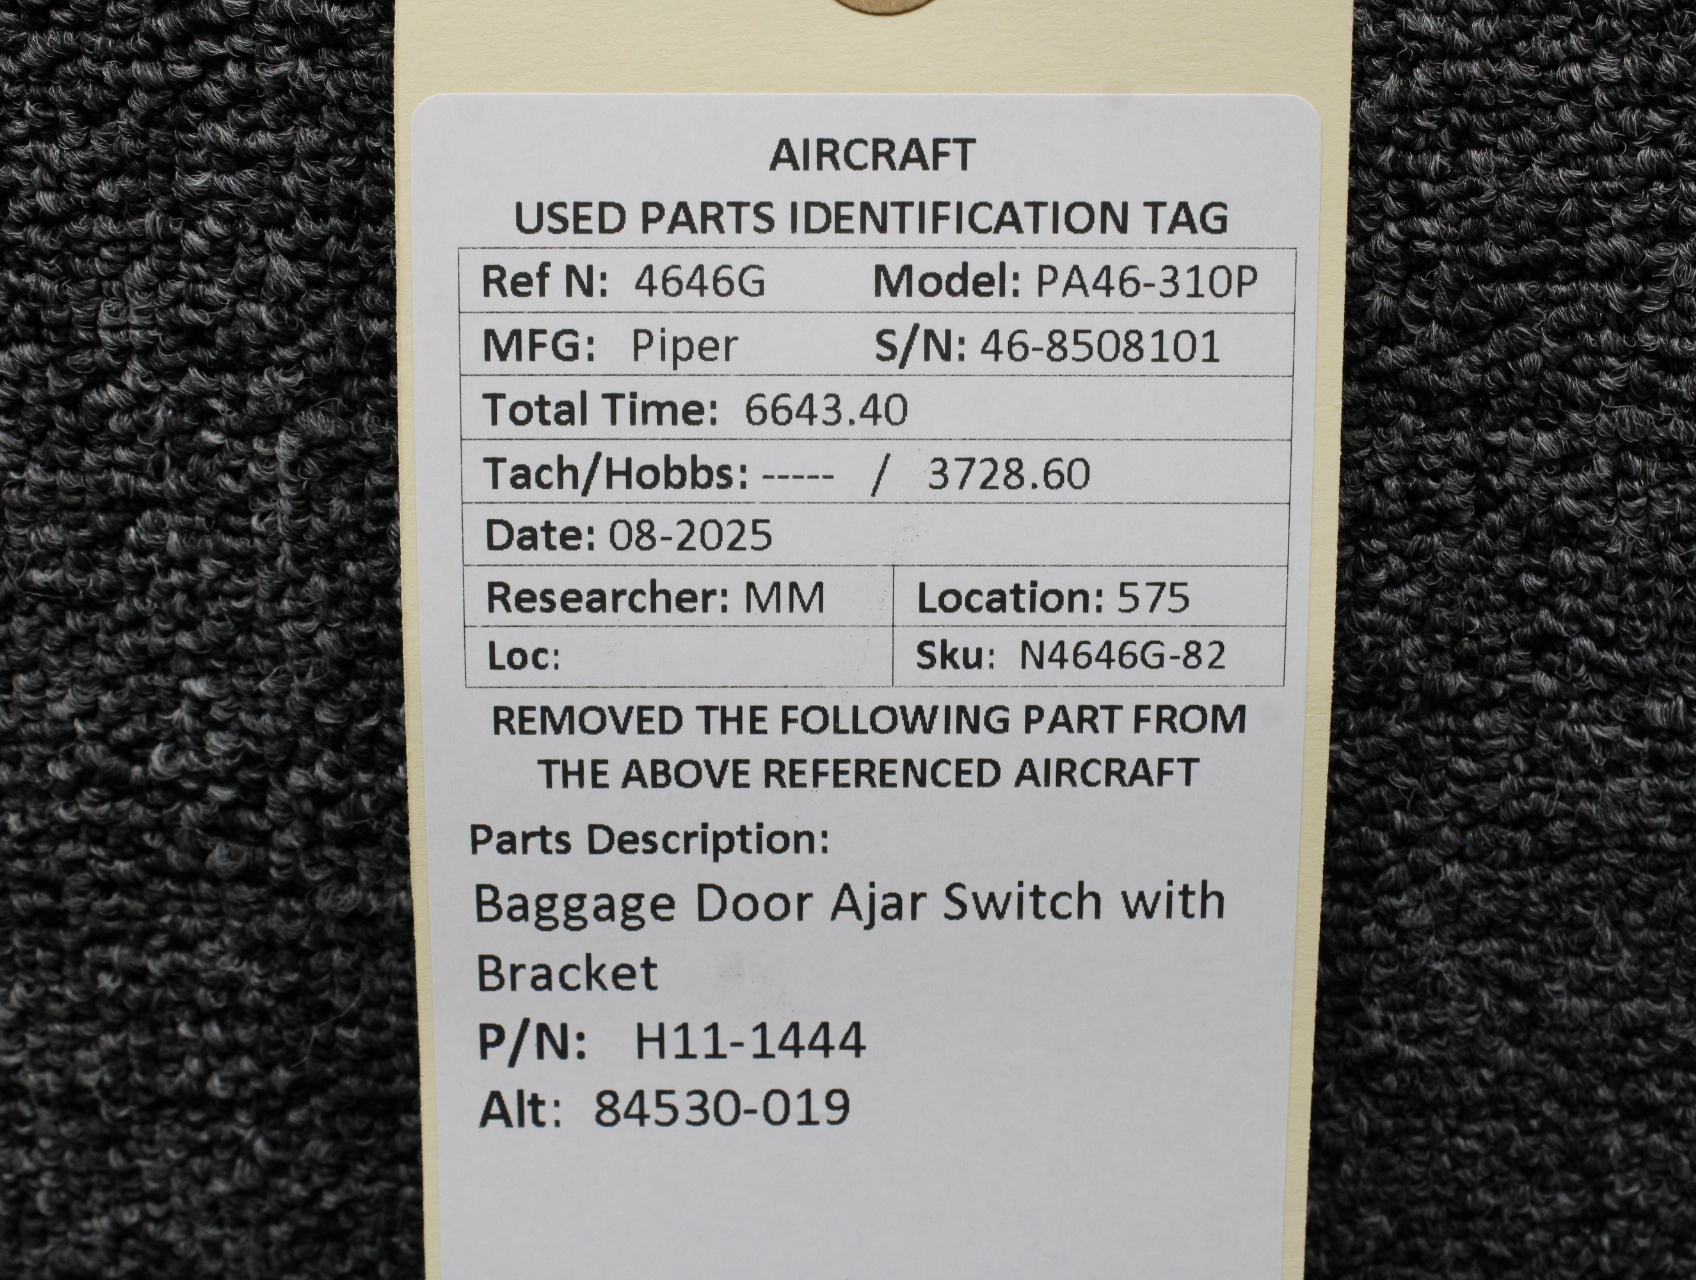 AIRCRAFT
USED PARTS IDENTIFICATION TAG
Ref N: 4646G Model: PA46-310P
MFG: Piper S/N: 46-8508101
Total Time: 6643.40
Tach/Hobbs: ----- / 3728.60
Date: 08-2025
Researcher: MM Location: 575
Loc: Sku: N4646G-82
REMOVED THE FOLLOWING PART FROM
THE ABOVE REFERENCED AIRCRAFT
Parts Description:
Baggage Door Ajar Switch with
Bracket
P/N: H11-1444
Alt: 84530-019